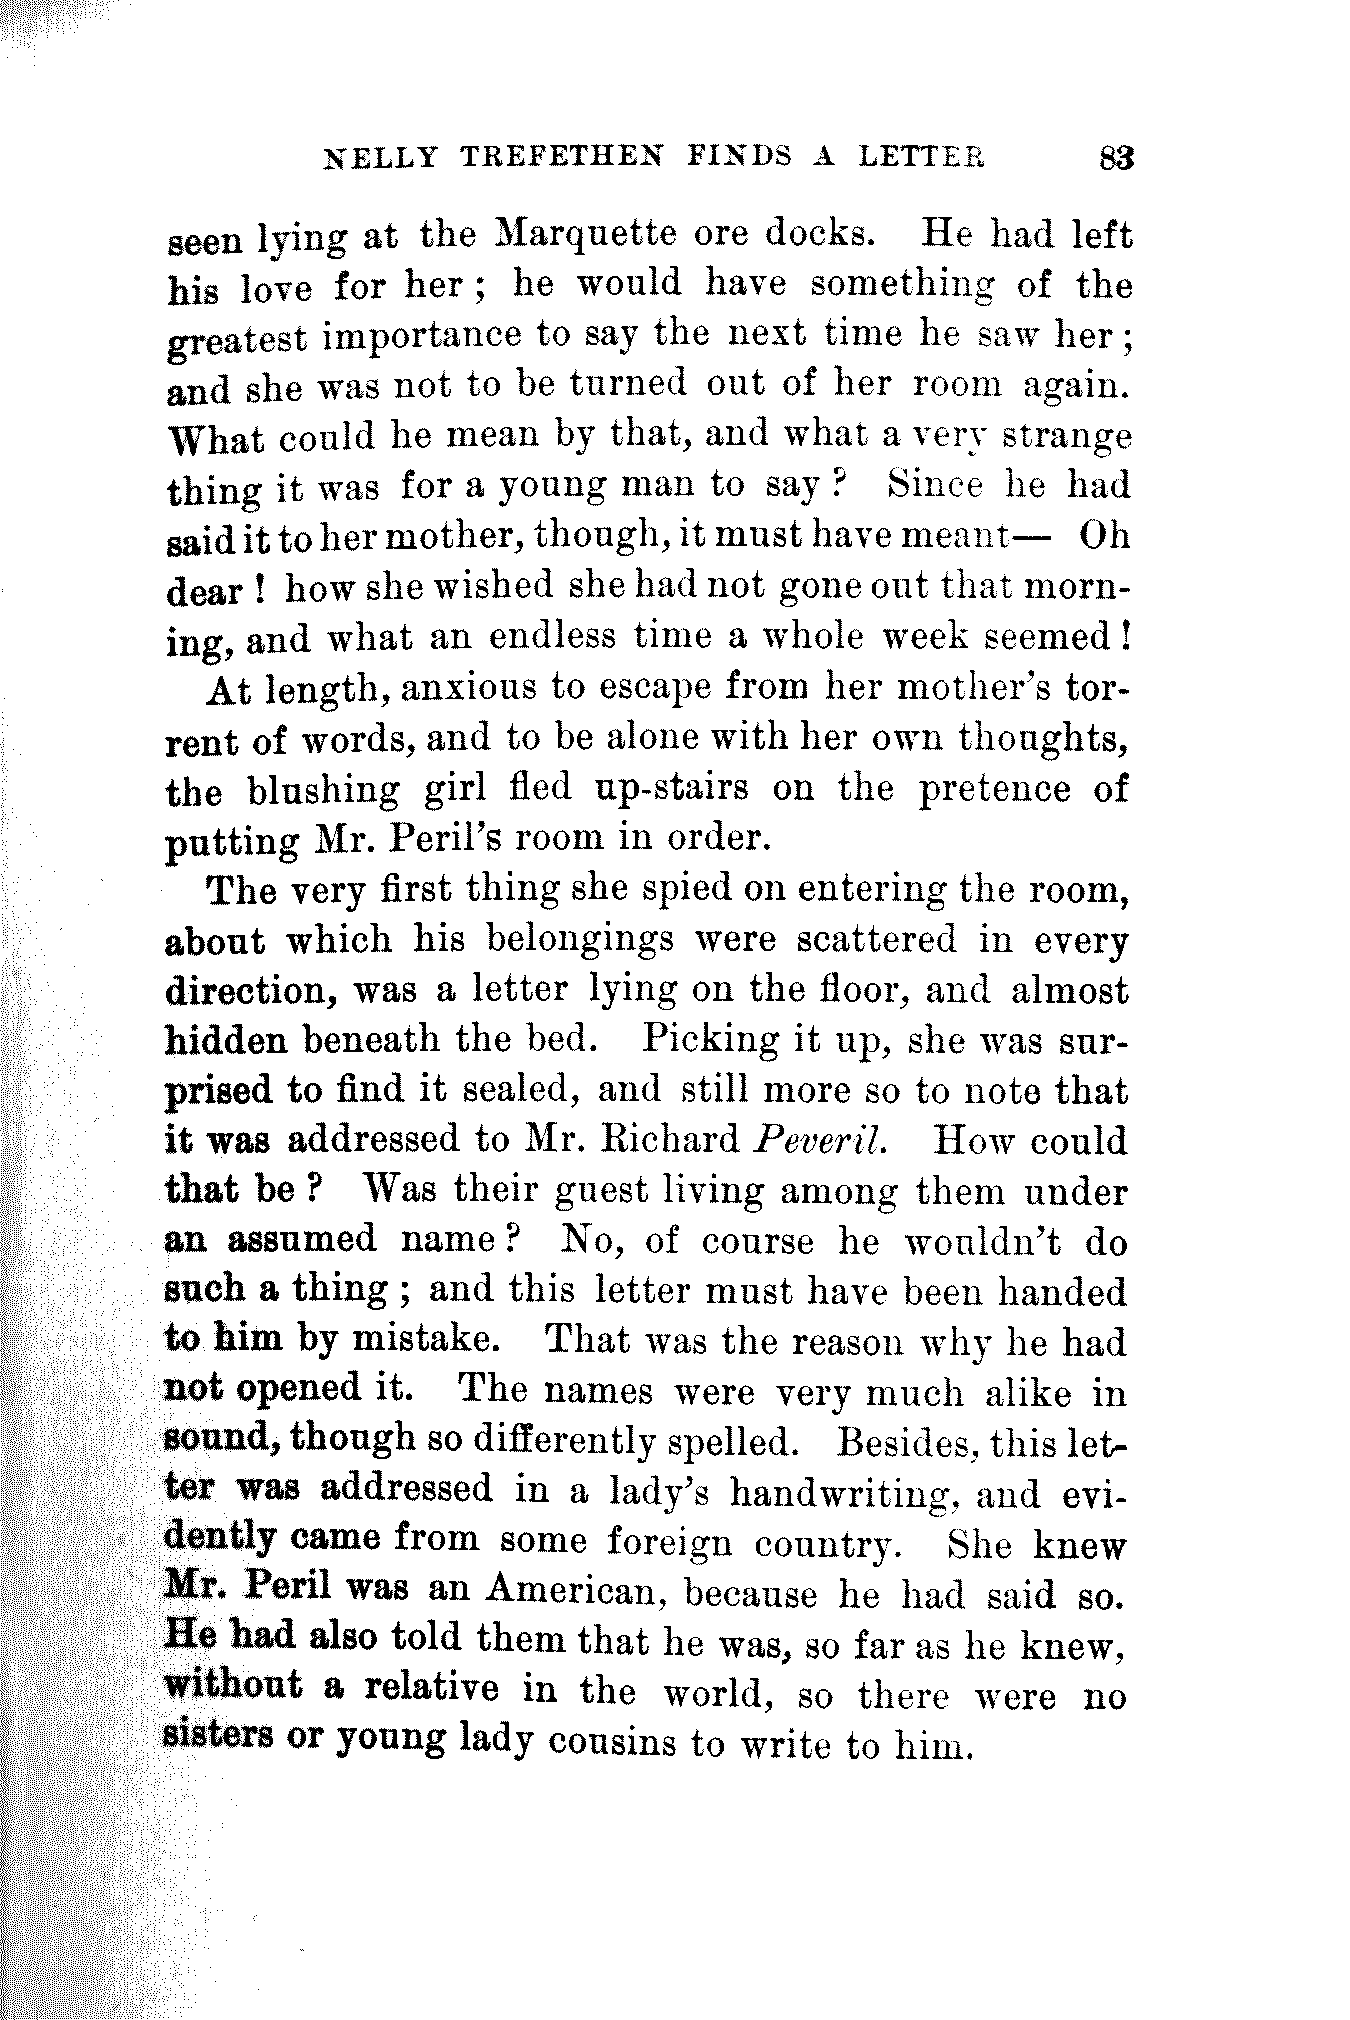 NELLY TREFETHEN FINDS A LETTER 83
seen lying at the Marquette ore docks. He had left
his love for her; he would have something of the
greatest importance to say the next time he saw her;
and she was not to be turned out of her room again.
What could he mean by that, and what a very strange
thing it was for a young man to say? Since he had
said it to her mother, though, it must have meant— Oh
dear! how she wished she had not gone out that morn-
ing, and what an endless time a whole week seemed!
At length, anxious to escape from her mother's tor-
rent of words, and to be alone with her own thoughts,
the blushing girl fled up-stairs on the pretence of
putting Mr. Peril's room in order.
The very first thing she spied on entering the room,
about which his belongings were scattered in every
direction, was a letter lying on the floor, and almost
hidden beneath the bed. Picking it up, she was sur-
prised to find it sealed, and still more so to note that
it was addressed to Mr. Richard Peveril. How could
that be? Was their guest living among them under
an assumed name? No, of course he wouldn't do
such a thing; and this letter must have been handed
to him by mistake. That was the reason why he had
not opened it. The names were very much alike in
sound, though so differently spelled. Besides, this let-
ter was addressed in a lady's handwriting, and evi-
dently came from some foreign country. She knew
Mr. Peril was an American, because he had said so.
He had also told them that he was, so far as he knew,
without a relative in the world, so there were no
sisters or young lady cousins to write to him.